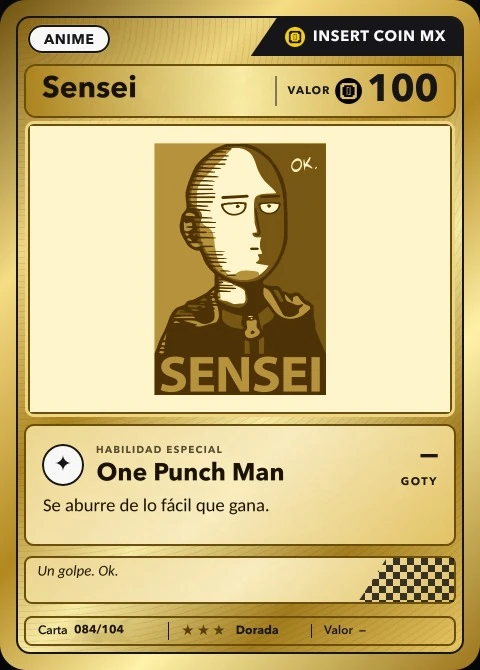 ANIME
INSERT COIN MX
Sensei
VALOR 100
OK.
SENSEI
HABILIDAD ESPECIAL
One Punch Man
—
GOTY
Se aburre de lo fácil que gana.
Un golpe. Ok.
Carta 084/104 ★ ★ ★ Dorada Valor –